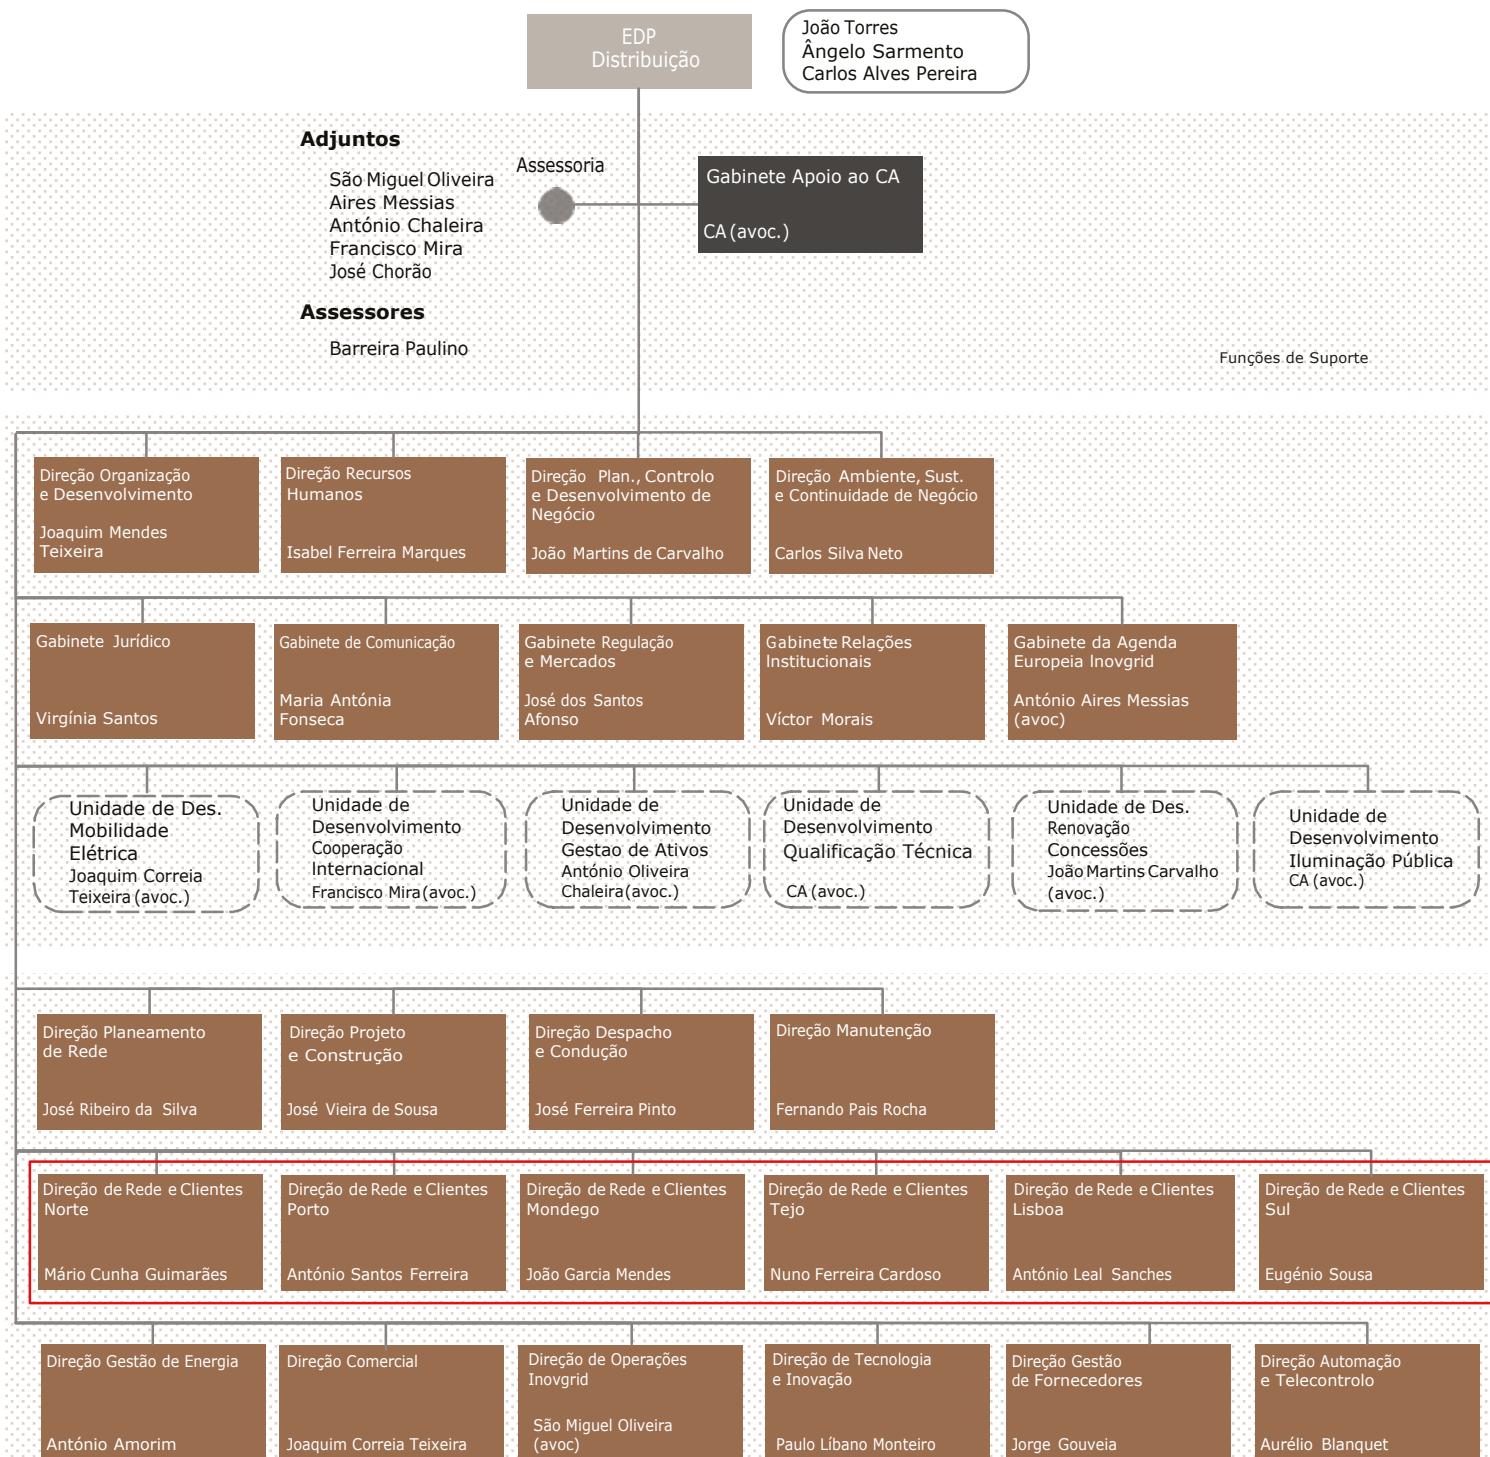 EDP
Distribuição
João Torres
Ângelo Sarmento
Carlos Alves Pereira
Adjuntos
São Miguel Oliveira
Aires Messias
António Chaleira
Francisco Mira
José Chorão
Assessores
Barreira Paulino
Assessoria
Gabinete Apoio ao CA
CA (avoc.)
Funções de Suporte
Direção Organização
e Desenvolvimento
Joaquim Mendes
Teixeira
Direção Recursos
Humanos
Isabel Ferreira Marques
Direção Plan., Controlo
e Desenvolvimento de
Negócio
João Martins de Carvalho
Direção Ambiente, Sust.
e Continuidade de Negócio
Carlos Silva Neto
Gabinete Jurídico
Virgínia Santos
Gabinete de Comunicação
Maria Antónia
Fonseca
Gabinete Regulação
e Mercados
José dos Santos
Afonso
Gabinete Relações
Institucionais
Víctor Morais
Gabinete da Agenda
Europeia Inovgrid
António Aires Messias
(avoc)
Unidade de Des.
Mobilidade
Elétrica
Joaquim Correia
Teixeira (avoc.)
Unidade de
Desenvolvimento
Cooperação
Internacional
Francisco Mira (avoc.)
Unidade de
Desenvolvimento
Gestao de Ativos
António Oliveira
Chaleira (avoc.)
Unidade de
Desenvolvimento
Qualificação Técnica
CA (avoc.)
Unidade de Des.
Renovação
Concessões
João Martins Carvalho
(avoc.)
Unidade de
Desenvolvimento
Iluminação Pública
CA (avoc.)
Direção Planeamento
de Rede
José Ribeiro da Silva
Direção Projeto
e Construção
José Vieira de Sousa
Direção Despacho
e Condução
José Ferreira Pinto
Direção Manutenção
Fernando Pais Rocha
Direção de Rede e Clientes
Norte
Mário Cunha Guimarães
Direção de Rede e Clientes
Porto
António Santos Ferreira
Direção de Rede e Clientes
Mondego
João Garcia Mendes
Direção de Rede e Clientes
Tejo
Nuno Ferreira Cardoso
Direção de Rede e Clientes
Lisboa
António Leal Sanches
Direção de Rede e Clientes
Sul
Eugénio Sousa
Direção Gestão de Energia
António Amorim
Direção Comercial
Joaquim Correia Teixeira
Direção de Operações
Inovgrid
São Miguel Oliveira
(avoc)
Direção de Tecnologia
e Inovação
Paulo Líbano Monteiro
Direção Gestão
de Fornecedores
Jorge Gouveia
Direção Automação
e Telecontrolo
Aurélio Blanquet